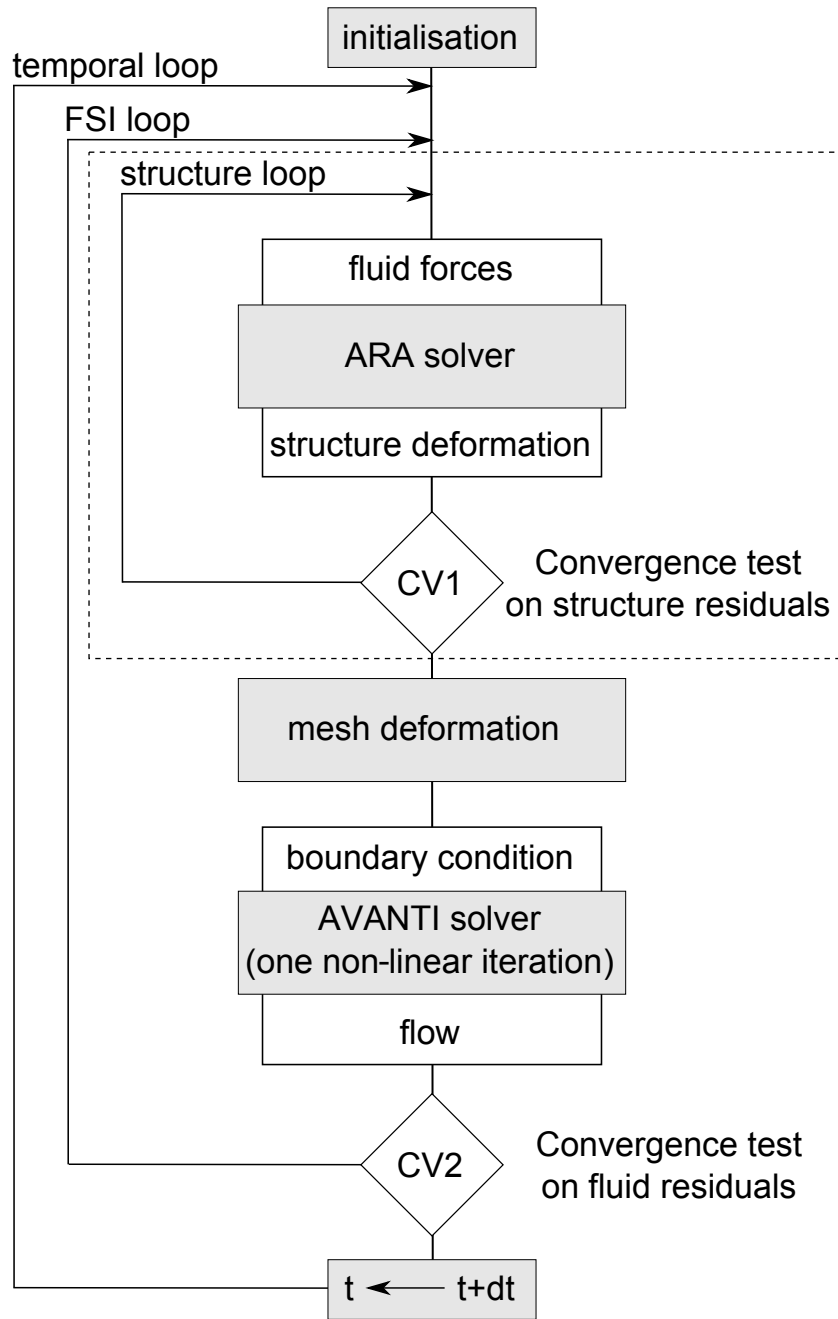 initialisation
temporal loop
FSI loop
structure loop
fluid forces
ARA solver
structure deformation
CV1
Convergence test
on structure residuals
mesh deformation
boundary condition
AVANTI solver
(one non-linear iteration)
flow
CV2
Convergence test
on fluid residuals
t ← t+dt